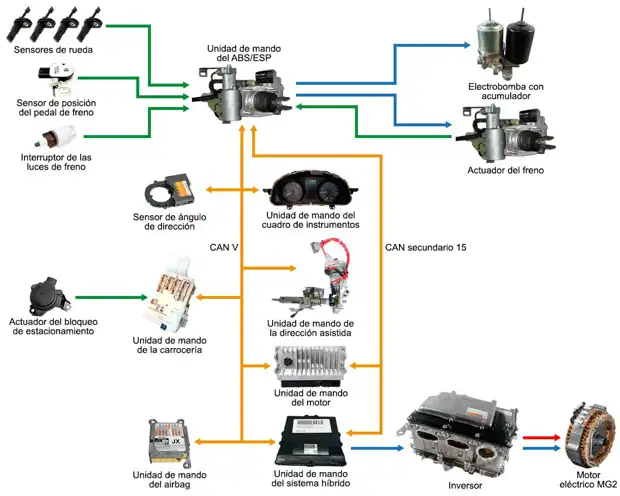 Sensores de rueda
Unidad de mando
del ABS/ESP
Electrobomba con
acumulador
Sensor de posición
del pedal de freno
Interruptor de las
luces de freno
Actuador del freno
Sensor de ángulo
de dirección
Unidad de mando del
cuadro de instrumentos
CAN V
CAN secundario 15
Actuador del bloqueo
de estacionamiento
Unidad de mando
de la carrocería
Unidad de mando de
la dirección asistida
Unidad de mando
del motor
JX
Unidad de mando
del airbag
Unidad de mando
del sistema híbrido
Inversor
Motor
eléctrico MG2